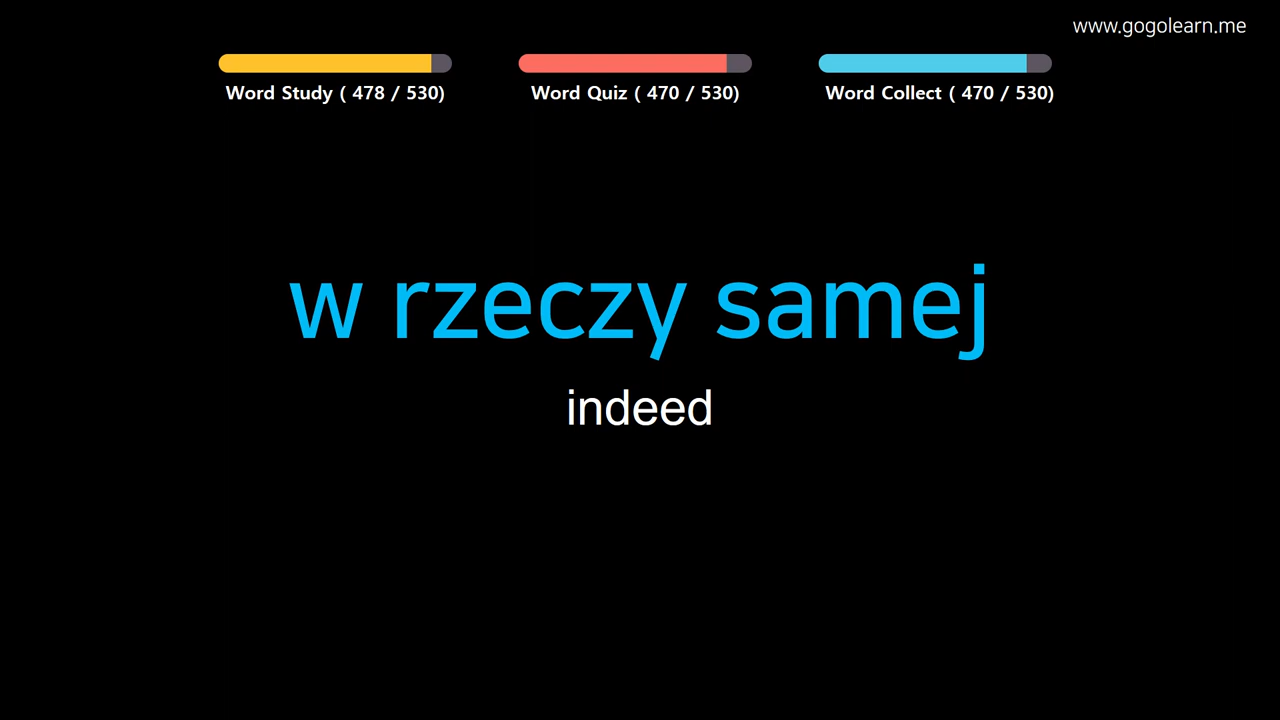 www.gogolearn.me
Word Study ( 478 / 530)
Word Quiz ( 470 / 530)
Word Collect ( 470 / 530)
w rzeczy samej
indeed